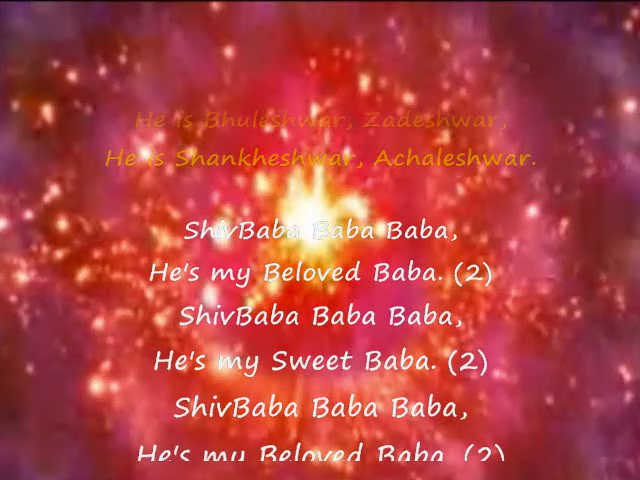 He is Bhuleshwar, Zadeshwar,
He is Shankheshwar, Achaleshwar.
ShivBaba Baba Baba,
He's my Beloved Baba. (2)
ShivBaba Baba Baba,
He's my Sweet Baba. (2)
ShivBaba Baba Baba,
He's my Beloved Baba. (2)